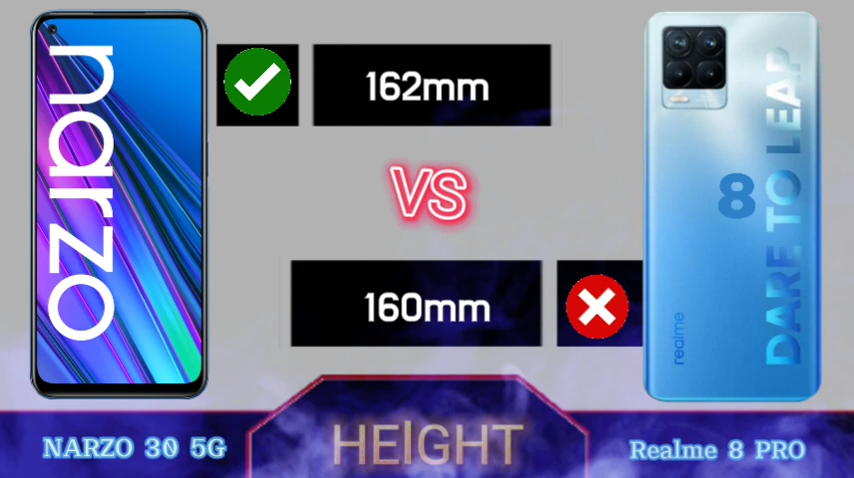 narzo
162mm
VS
160mm
8
DARE TO LEAP
realme
HEIGHT
NARZO 30 5G
Realme 8 PRO